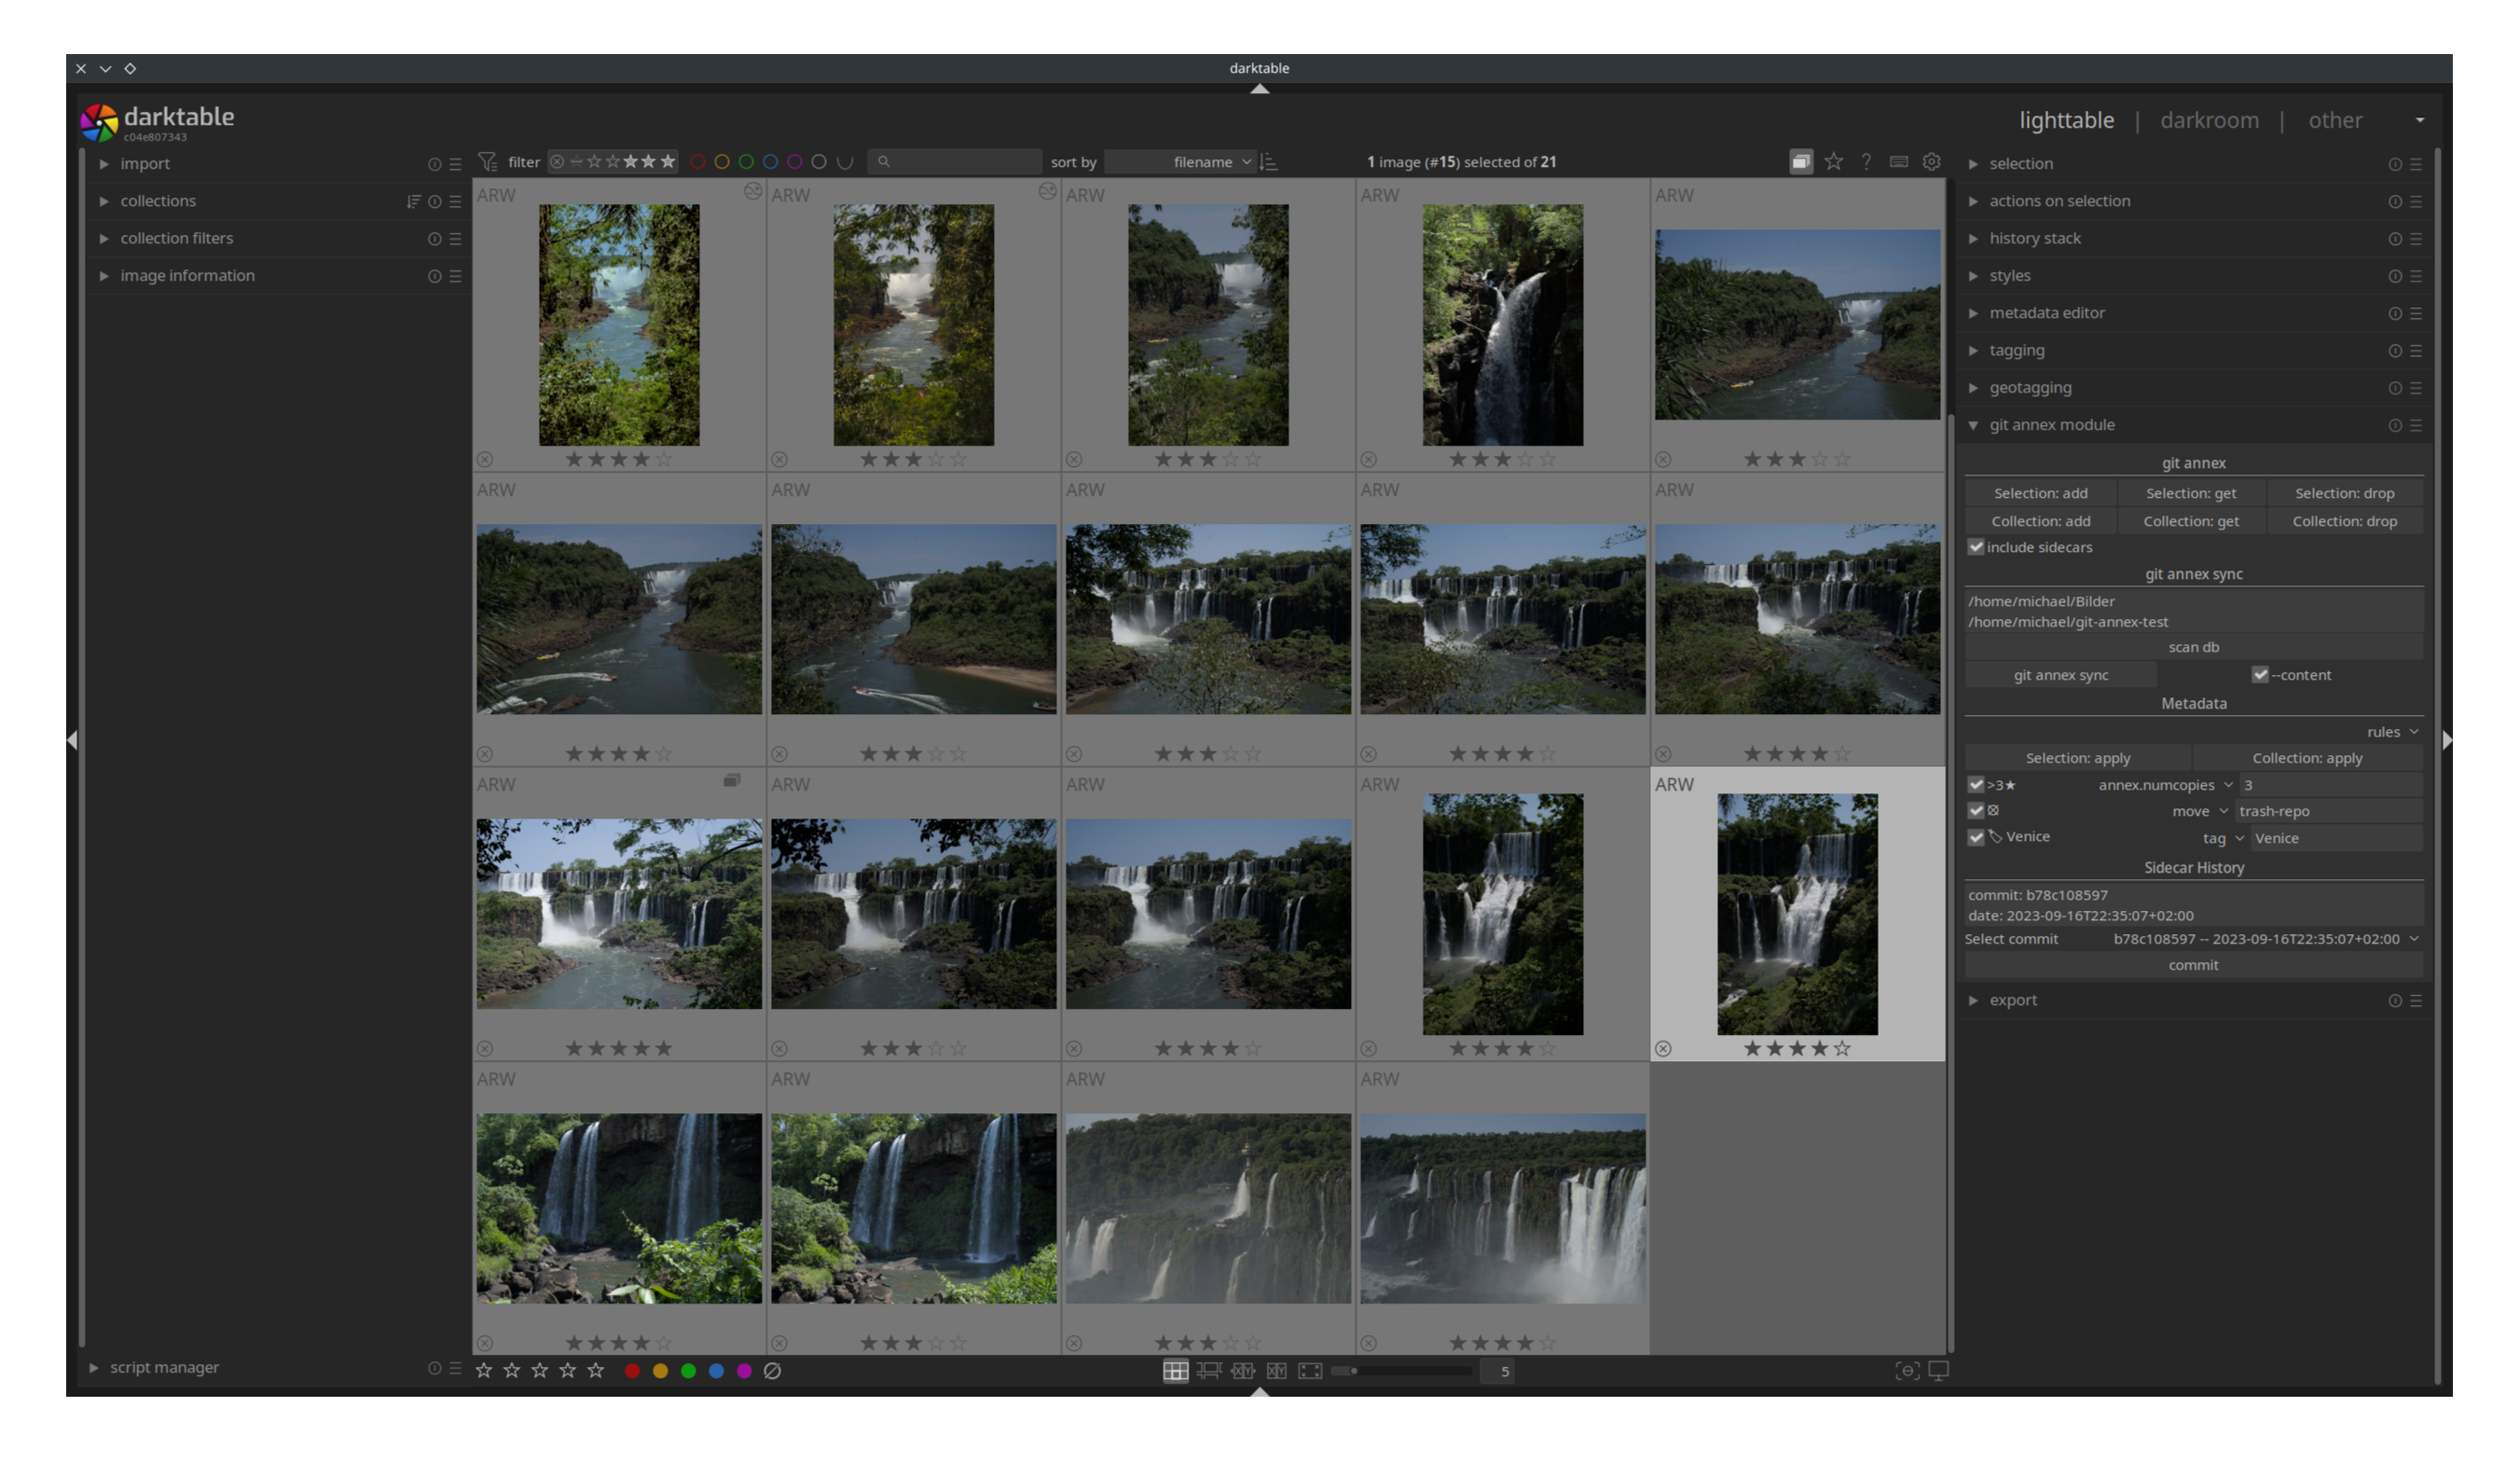 darktable
darktable
c04e807343
lighttable | darkroom | other
import
collections
collection filters
image information
script manager
filter
sort by filename
1 image (#15) selected of 21
ARW ARW ARW ARW ARW
ARW ARW ARW ARW ARW
ARW ARW ARW ARW ARW
ARW ARW ARW ARW
5
selection
actions on selection
history stack
styles
metadata editor
tagging
geotagging
git annex module
git annex
Selection: add Selection: get Selection: drop
Collection: add Collection: get Collection: drop
include sidecars
git annex sync
/home/michael/Bilder
/home/michael/git-annex-test
scan db
git annex sync --content
Metadata
rules
Selection: apply Collection: apply
>3★ annex.numcopies 3
move trash-repo
Venice tag Venice
Sidecar History
commit: b78c108597
date: 2023-09-16T22:35:07+02:00
Select commit b78c108597 -- 2023-09-16T22:35:07+02:00
commit
export